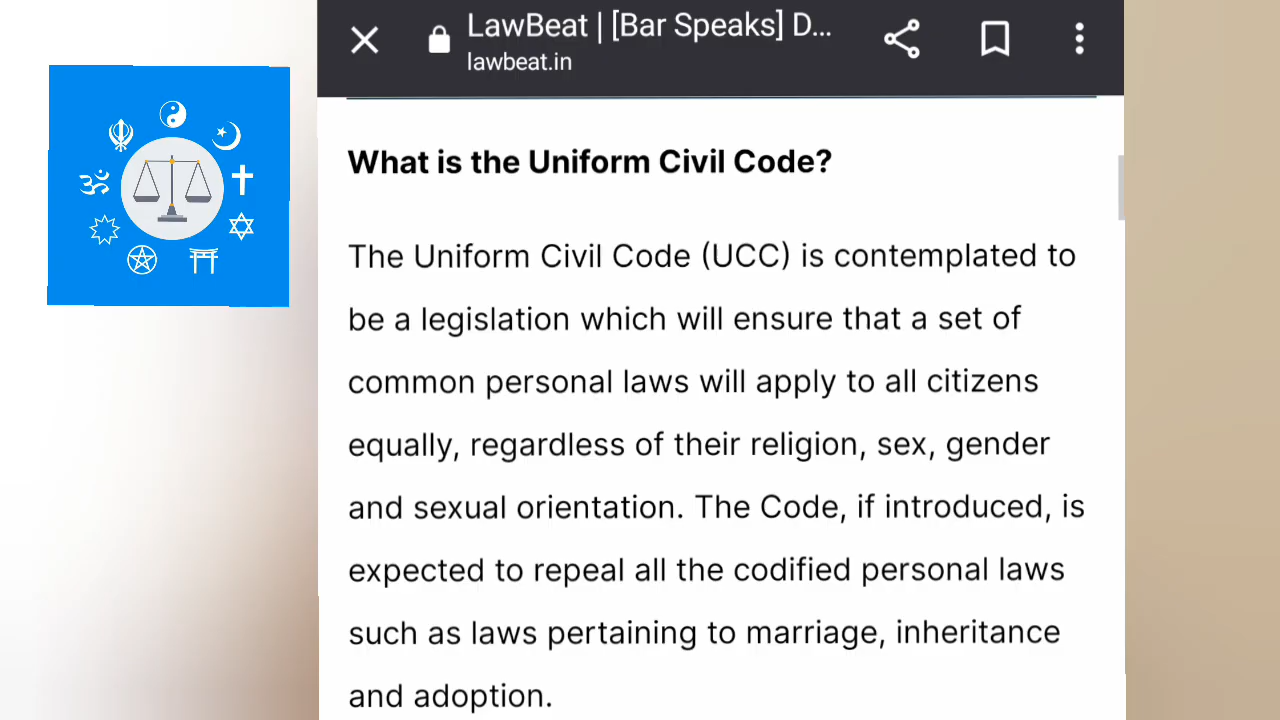 LawBeat | [Bar Speaks] D...
lawbeat.in
What is the Uniform Civil Code?
The Uniform Civil Code (UCC) is contemplated to
be a legislation which will ensure that a set of
common personal laws will apply to all citizens
equally, regardless of their religion, sex, gender
and sexual orientation. The Code, if introduced, is
expected to repeal all the codified personal laws
such as laws pertaining to marriage, inheritance
and adoption.
ॐ